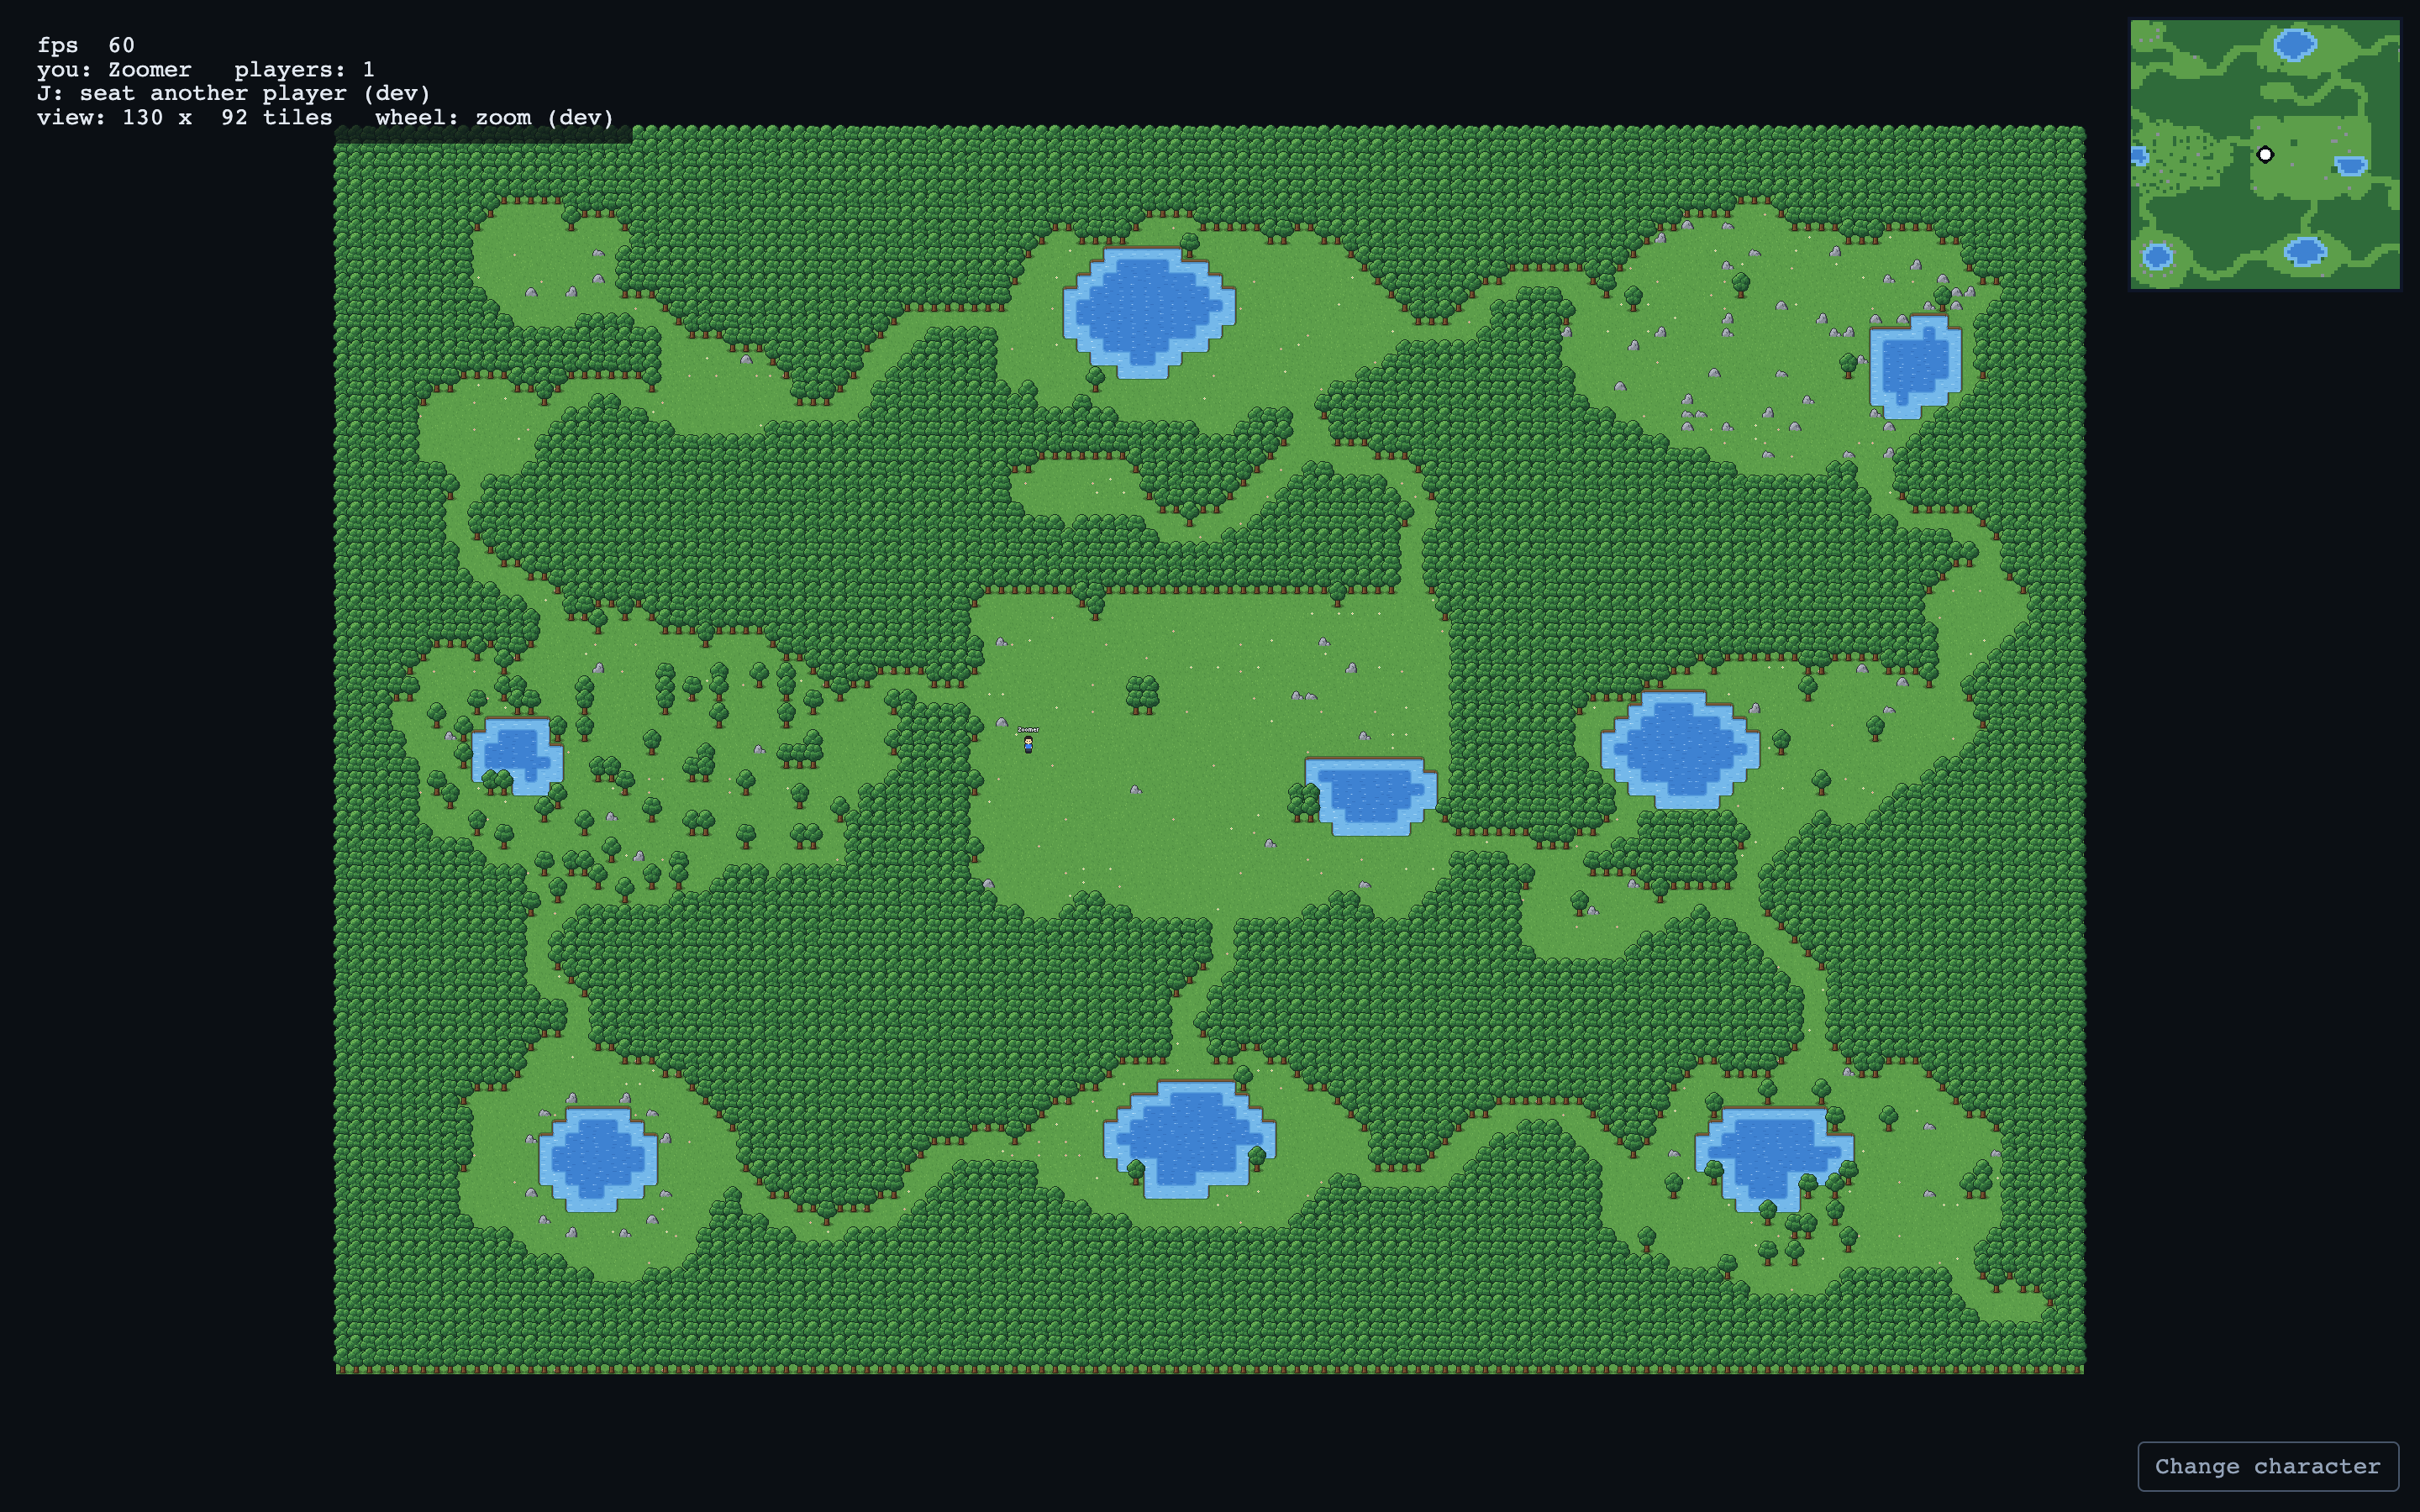 fps  60
you: Zoomer   players: 1
J: seat another player (dev)
view: 130 x  92 tiles   wheel: zoom (dev)
Zoomer
Change character